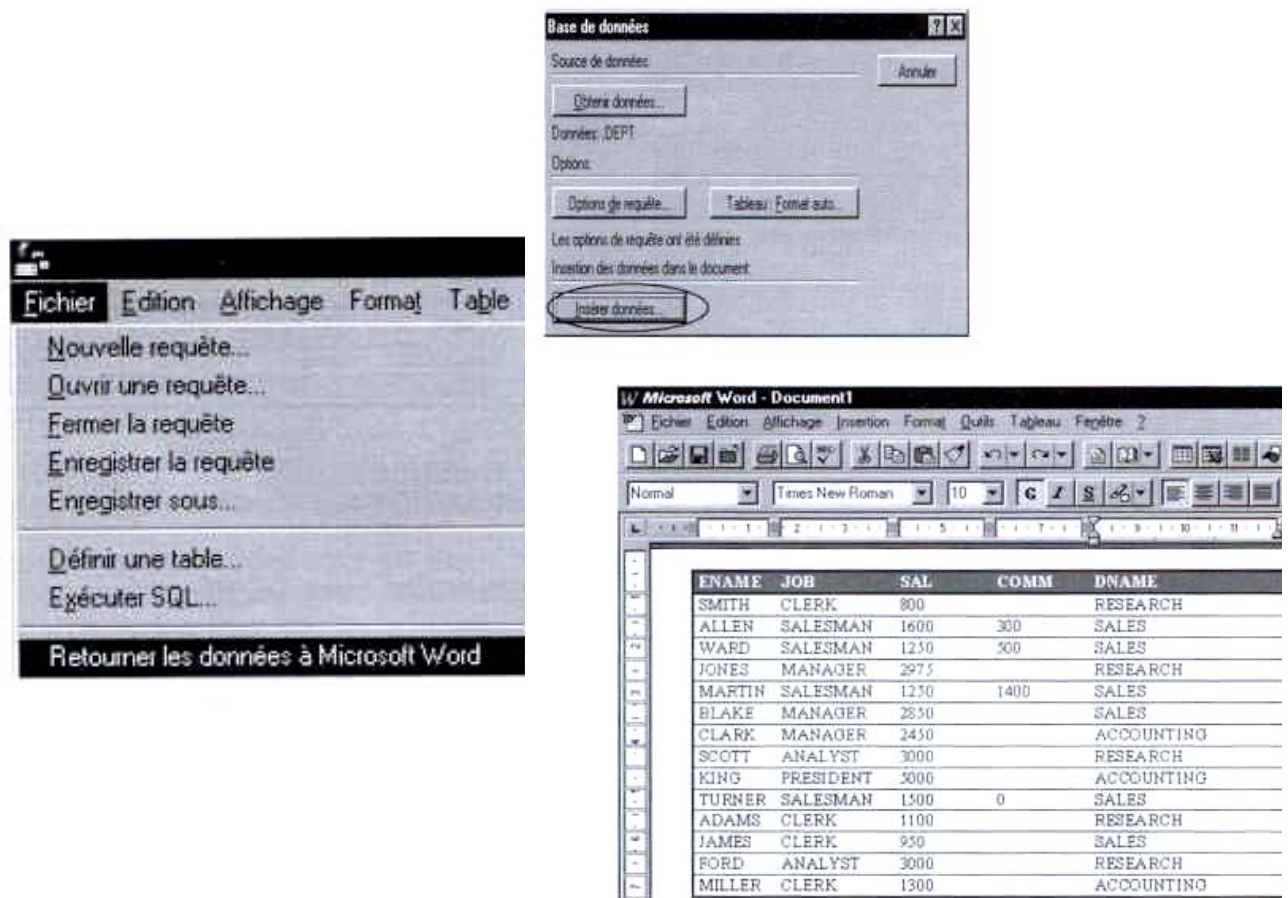 Base de données
Source de données
Annuler
Obtenir données...
Données: .DEPT
Options
Options de requête...
Tableau : Format auto...
Les options de requête ont été définies
Insertion des données dans le document
Insérer données...
Fichier Edition Affichage Format Table
Nouvelle requête...
Ouvrir une requête...
Fermer la requête
Enregistrer la requête
Enregistrer sous...
Définir une table...
Exécuter SQL...
Retourner les données à Microsoft Word
Microsoft Word - Document1
Fichier Edition Affichage Insertion Format Outils Tableau Fenêtre ?
Normal Times New Roman 10 G I S
ENAME JOB SAL COMM DNAME
SMITH CLERK 800 RESEARCH
ALLEN SALESMAN 1600 300 SALES
WARD SALESMAN 1250 500 SALES
JONES MANAGER 2975 RESEARCH
MARTIN SALESMAN 1250 1400 SALES
BLAKE MANAGER 2850 SALES
CLARK MANAGER 2450 ACCOUNTING
SCOTT ANALYST 3000 RESEARCH
KING PRESIDENT 5000 ACCOUNTING
TURNER SALESMAN 1500 0 SALES
ADAMS CLERK 1100 RESEARCH
JAMES CLERK 950 SALES
FORD ANALYST 3000 RESEARCH
MILLER CLERK 1300 ACCOUNTING